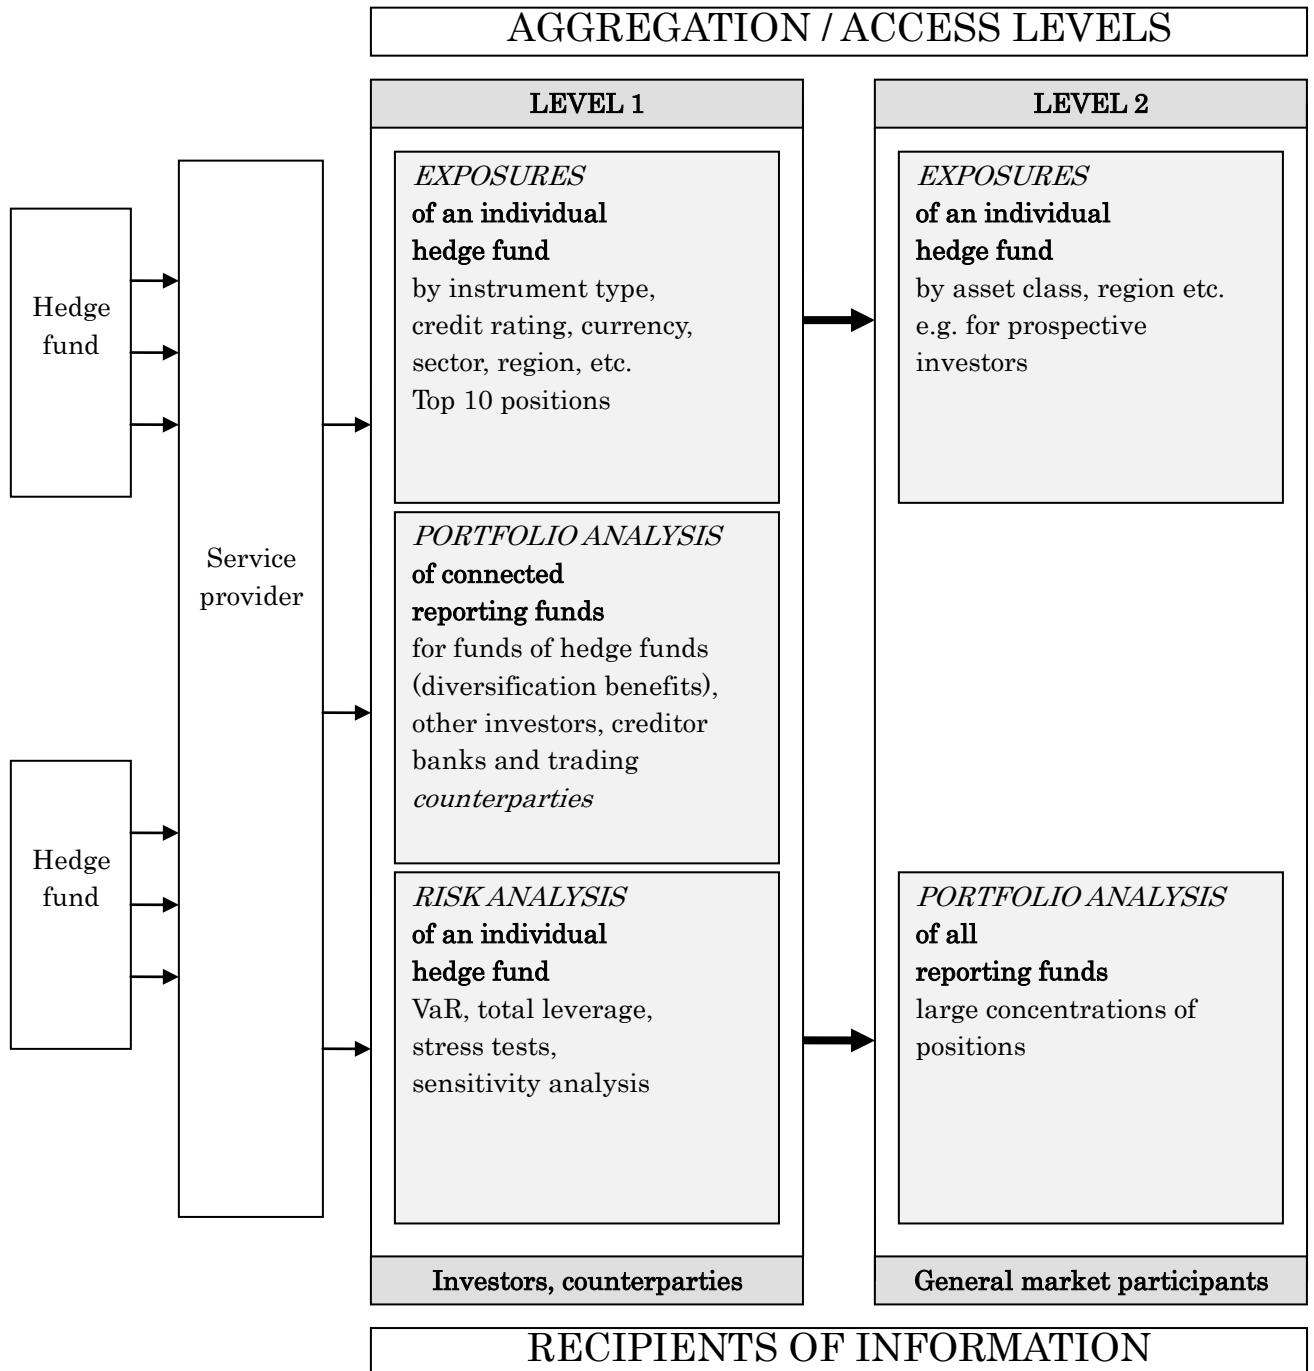 AGGREGATION / ACCESS LEVELS
LEVEL 1
LEVEL 2
Hedge
fund
Hedge
fund
Service
provider
EXPOSURES
of an individual
hedge fund
by instrument type,
credit rating, currency,
sector, region, etc.
Top 10 positions
PORTFOLIO ANALYSIS
of connected
reporting funds
for funds of hedge funds
(diversification benefits),
other investors, creditor
banks and trading
counterparties
RISK ANALYSIS
of an individual
hedge fund
VaR, total leverage,
stress tests,
sensitivity analysis
Investors, counterparties
EXPOSURES
of an individual
hedge fund
by asset class, region etc.
e.g. for prospective
investors
PORTFOLIO ANALYSIS
of all
reporting funds
large concentrations of
positions
General market participants
RECIPIENTS OF INFORMATION